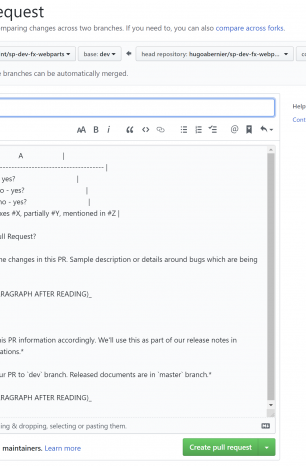 equest
mparing changes across two branches. If you need to, you can also compare across forks.
nt/sp-dev-fx-webparts base: dev head repository: hugoabernier/sp-dev-fx-webp... c
e branches can be automatically merged.
Help
AA B i “ <> @
Cont
A |
-------------------------------------- |
yes? |
o - yes? |
no - yes? |
xes #X, partially #Y, mentioned in #Z |
ull Request?
he changes in this PR. Sample description or details around bugs which are being
RAGRAPH AFTER READING)_
is PR information accordingly. We'll use this as part of our release notes in
ations.*
ur PR to `dev` branch. Released documents are in `master` branch.*
RAGRAPH AFTER READING)_
ing & dropping, selecting or pasting them.
maintainers. Learn more Create pull request